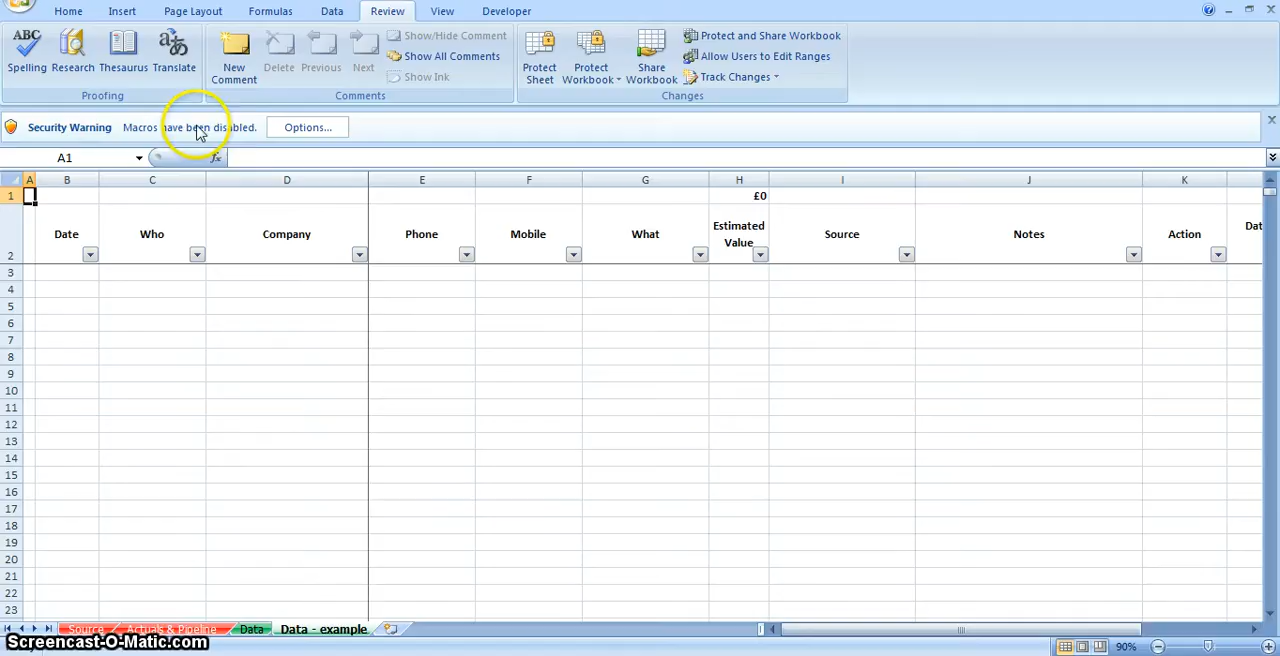 Home Insert Page Layout Formulas Data Review View Developer
ABC
Spelling Research Thesaurus Translate
Proofing
New Comment Delete Previous Next
Show/Hide Comment
Show All Comments
Show Ink
Comments
Protect Sheet Protect Workbook Share Workbook
Protect and Share Workbook
Allow Users to Edit Ranges
Track Changes
Changes
Security Warning Macros have been disabled. Options...
A1 fx
A B C D E F G H I J K
1 £0
2 Date Who Company Phone Mobile What Estimated Value Source Notes Action Dat
3
4
5
6
7
8
9
10
11
12
13
14
15
16
17
18
19
20
21
22
23
Source Actuals & Pipeline Data Data - example
Screencast-O-Matic.com
90%